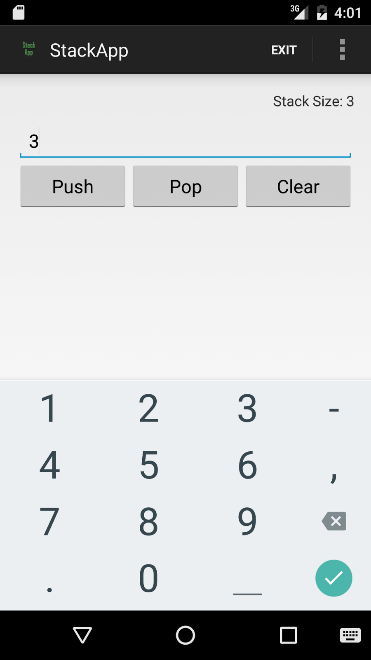 3G 4:01
Stack App StackApp EXIT
Stack Size: 3
3
Push Pop Clear
1 2 3 -
4 5 6 ,
7 8 9
. 0 _